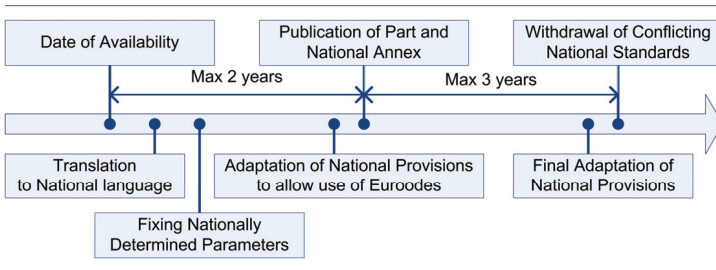 Date of Availability
Publication of Part and
National Annex
Withdrawal of Conflicting
National Standards
Max 2 years
Max 3 years
Translation
to National language
Adaptation of National Provisions
to allow use of Euroodes
Final Adaptation of
National Provisions
Fixing Nationally
Determined Parameters